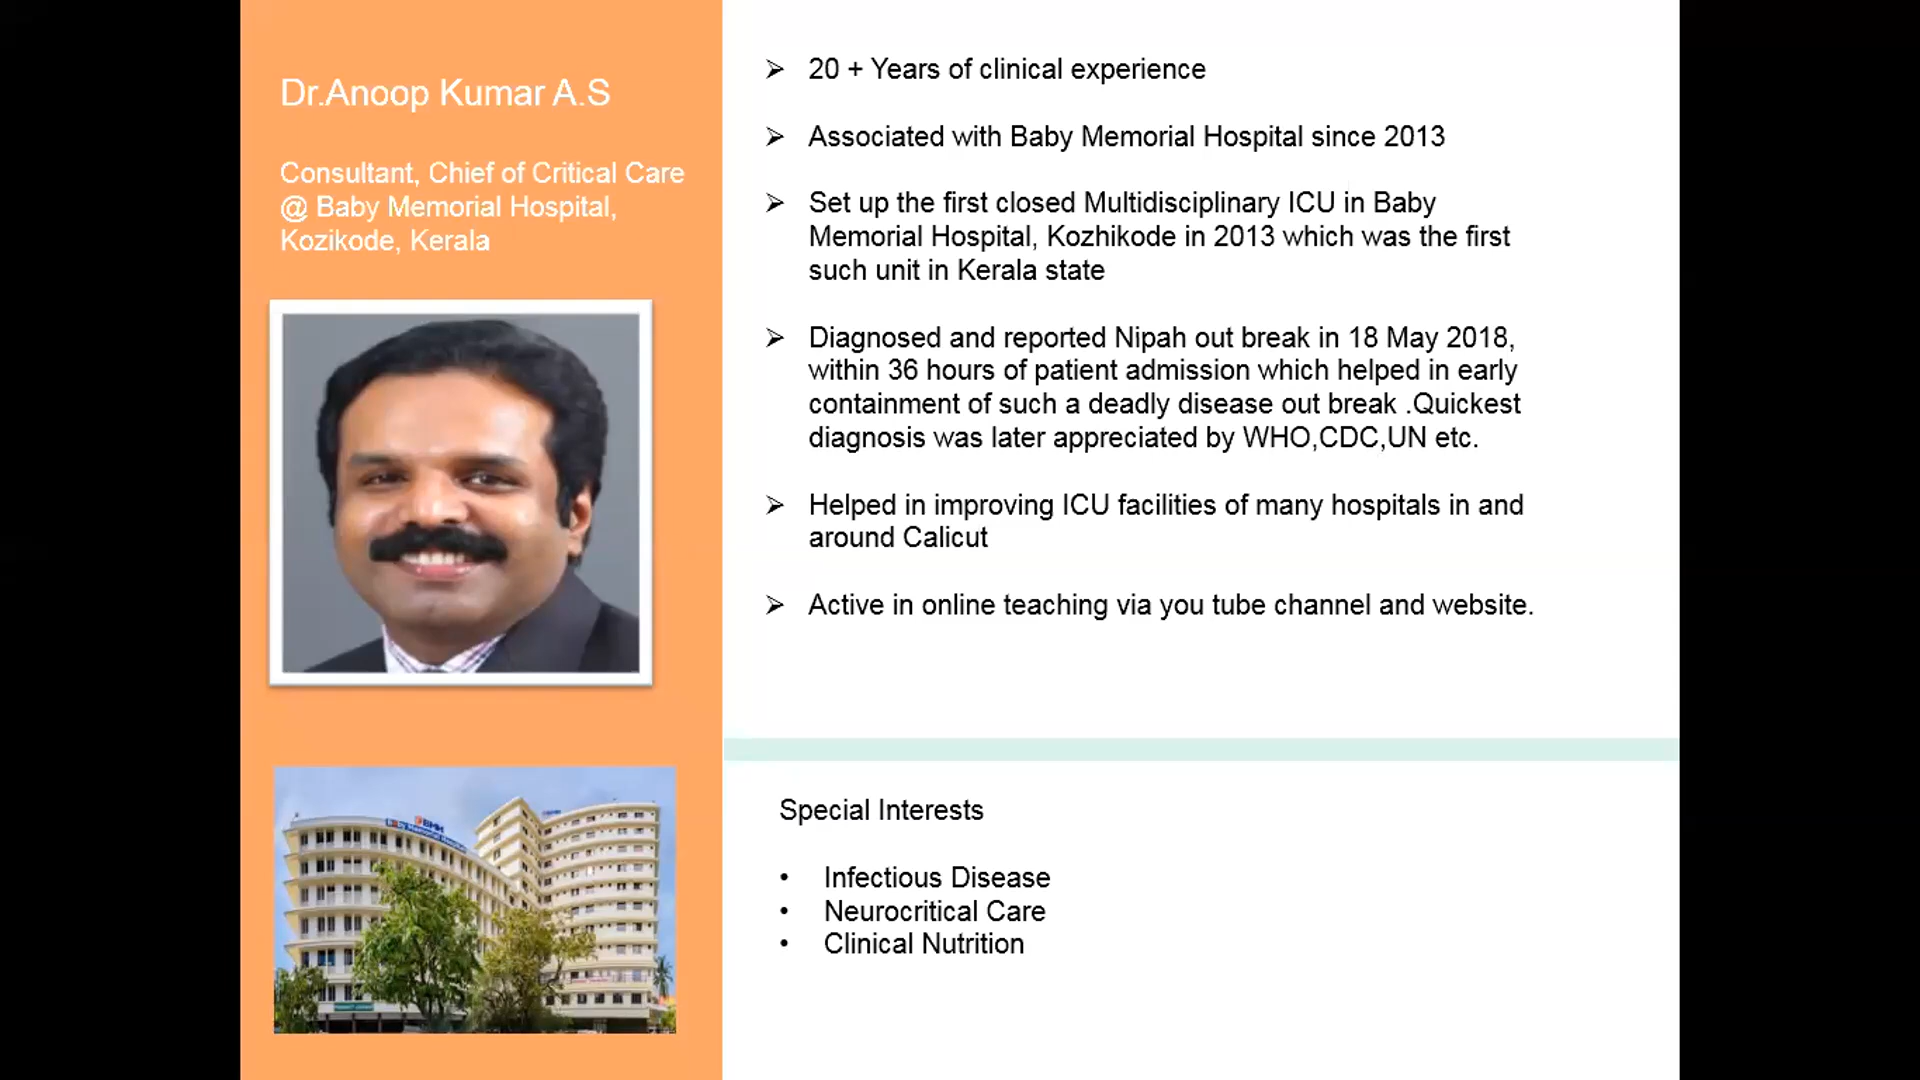 Dr.Anoop Kumar A.S
Consultant, Chief of Critical Care
@ Baby Memorial Hospital,
Kozikode, Kerala
BMH
Baby Memorial Hospital
➢ 20 + Years of clinical experience
➢ Associated with Baby Memorial Hospital since 2013
➢ Set up the first closed Multidisciplinary ICU in Baby
Memorial Hospital, Kozhikode in 2013 which was the first
such unit in Kerala state
➢ Diagnosed and reported Nipah out break in 18 May 2018,
within 36 hours of patient admission which helped in early
containment of such a deadly disease out break .Quickest
diagnosis was later appreciated by WHO,CDC,UN etc.
➢ Helped in improving ICU facilities of many hospitals in and
around Calicut
➢ Active in online teaching via you tube channel and website.
Special Interests
• Infectious Disease
• Neurocritical Care
• Clinical Nutrition